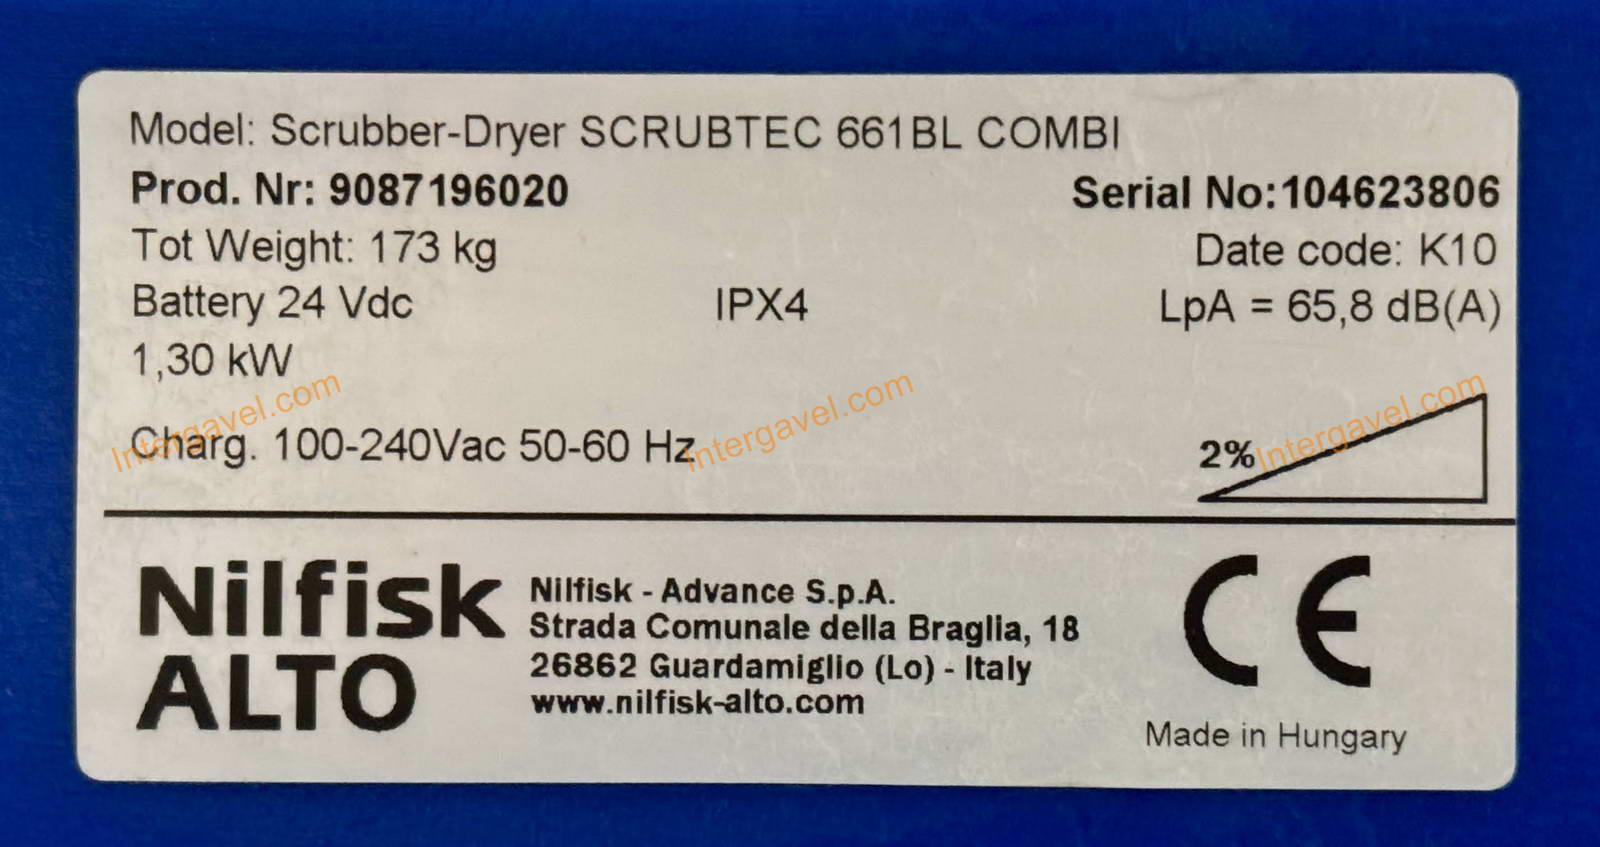 Model: Scrubber-Dryer SCRUBTEC 661BL COMBI
Prod. Nr: 9087196020
Serial No:104623806
Tot Weight: 173 kg
Date code: K10
Battery 24 Vdc
IPX4
LpA = 65,8 dB(A)
1,30 kW
Charg. 100-240Vac 50-60 Hz
2%
Intergavel.com
Intergavel.com
Intergavel.com
Nilfisk
ALTO
Nilfisk - Advance S.p.A.
Strada Comunale della Braglia, 18
26862 Guardamiglio (Lo) - Italy
www.nilfisk-alto.com
CE
Made in Hungary